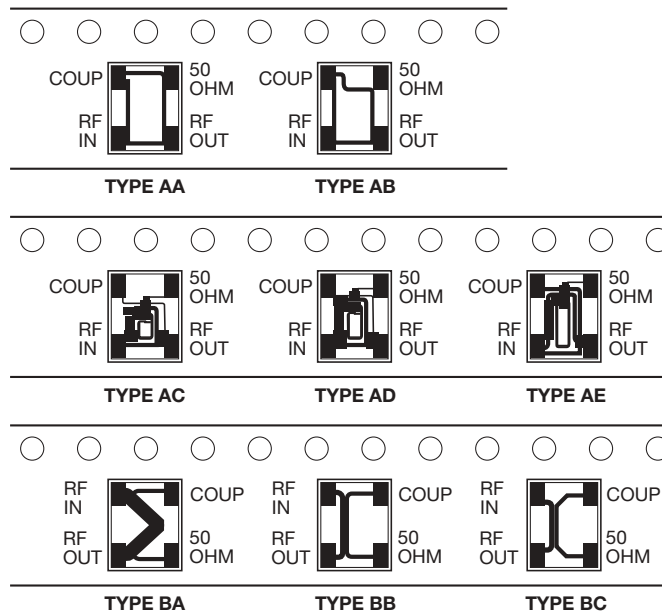 COUP
50
OHM
RF
IN
RF
OUT
TYPE AA
COUP
50
OHM
RF
IN
RF
OUT
TYPE AB
COUP
50
OHM
RF
IN
RF
OUT
TYPE AC
COUP
50
OHM
RF
IN
RF
OUT
TYPE AD
COUP
50
OHM
RF
IN
RF
OUT
TYPE AE
RF
IN
COUP
RF
OUT
50
OHM
TYPE BA
RF
IN
COUP
RF
OUT
50
OHM
TYPE BB
RF
IN
COUP
RF
OUT
50
OHM
TYPE BC